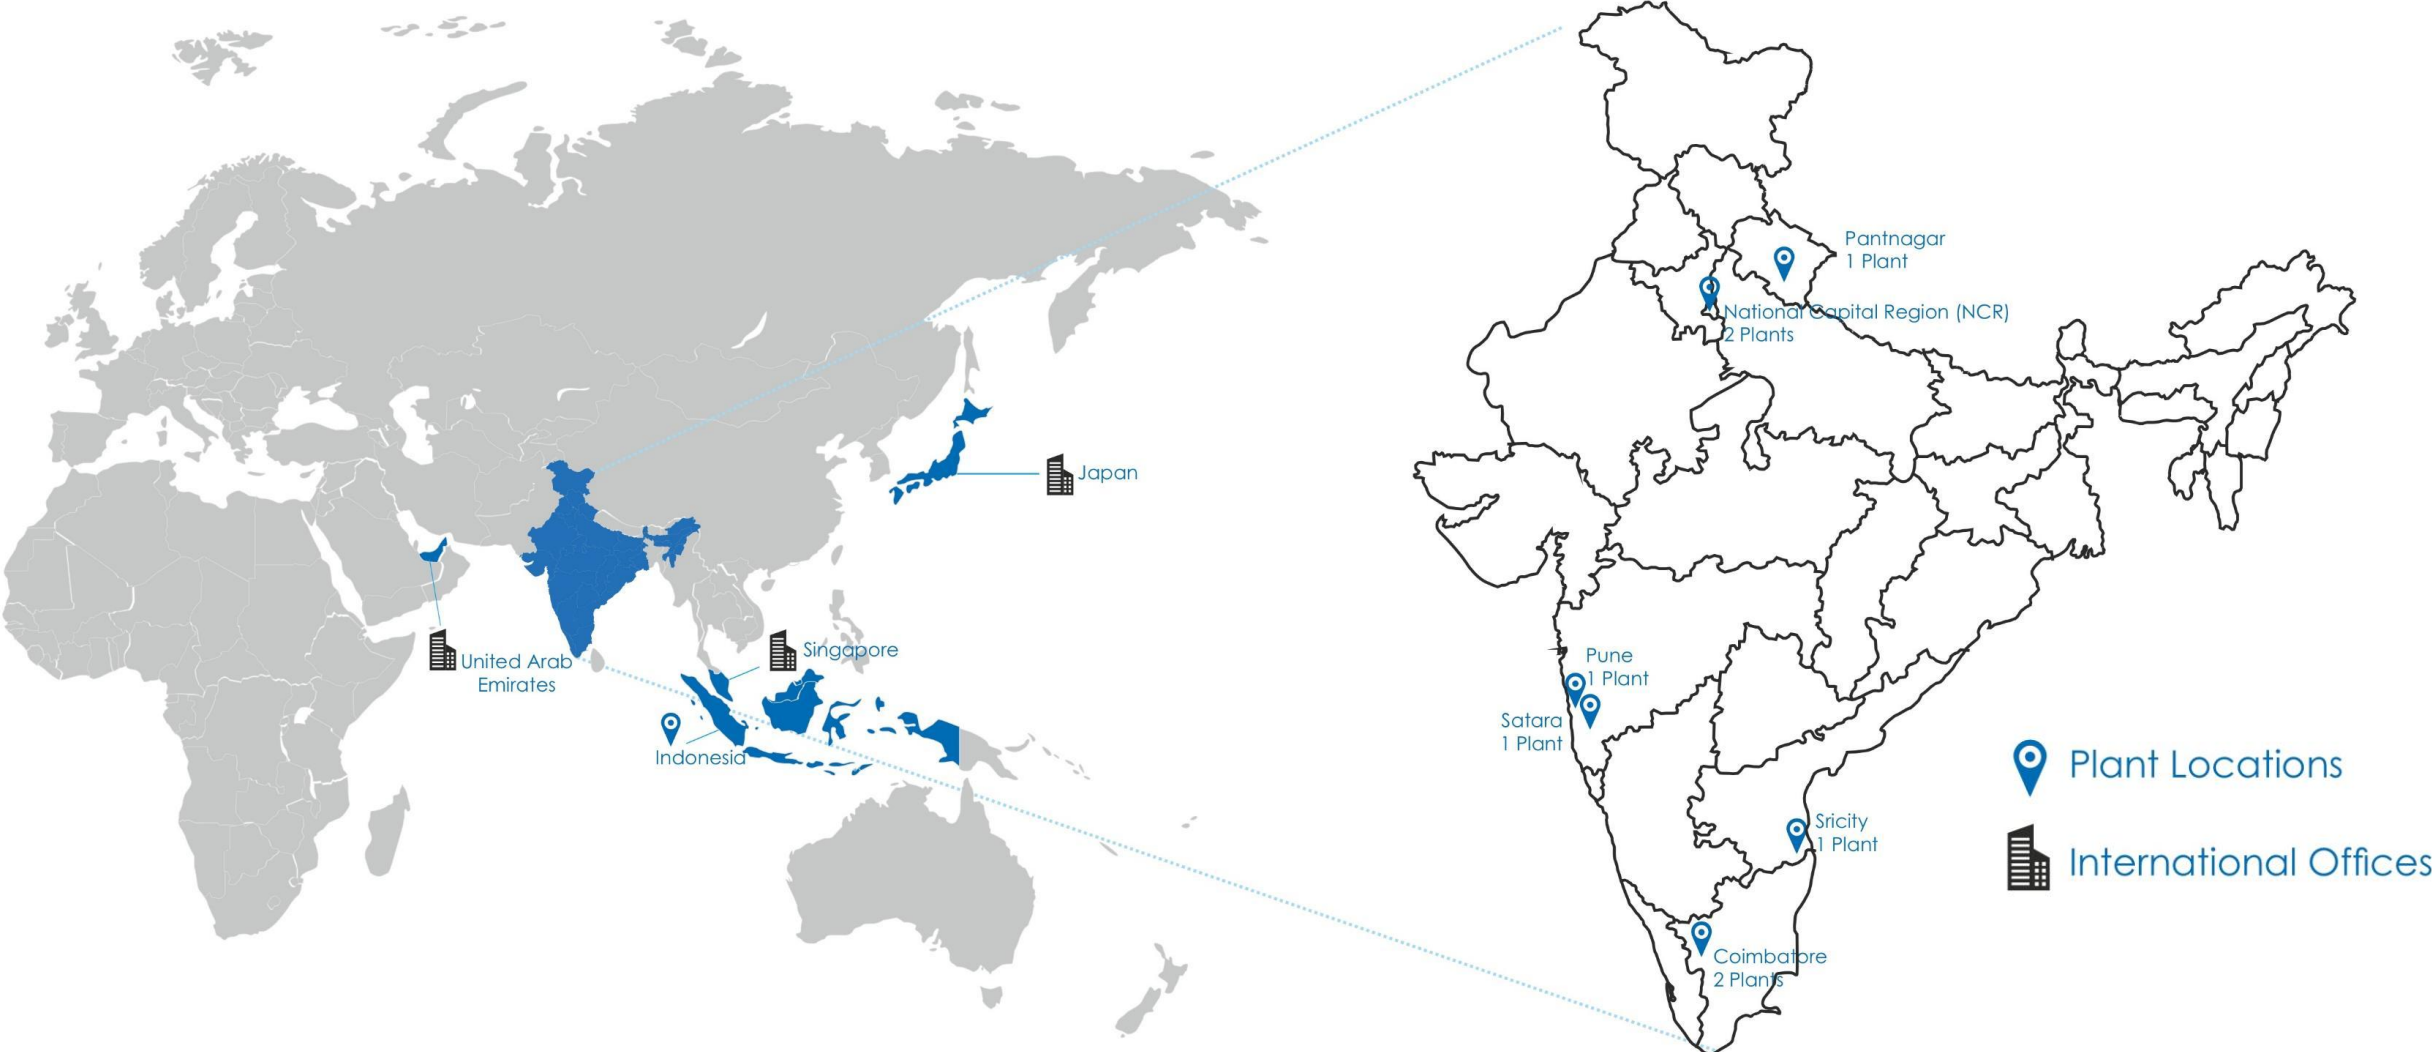 Japan
Singapore
United Arab
Emirates
Indonesia
Pantnagar
1 Plant
National Capital Region (NCR)
2 Plants
Pune
1 Plant
Satara
1 Plant
Sricity
1 Plant
Coimbatore
2 Plants
Plant Locations
International Offices